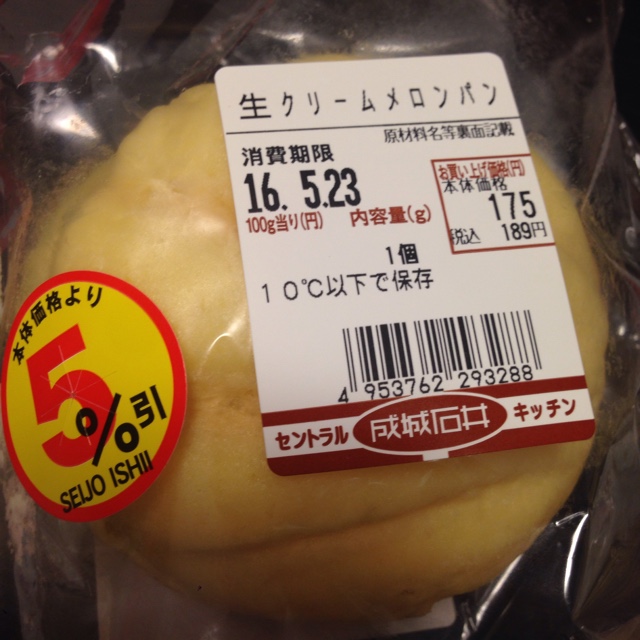 生クリームメロンパン
原材料名等裏面記載
消費期限
16. 5.23
お買い上げ価格(円)
本体価格
175
税込 189円
100g当り(円) 内容量(g)
1個
10℃以下で保存
4 953762 293288
セントラル 成城石井 キッチン
本体価格より
5%引
SEIJO ISHII